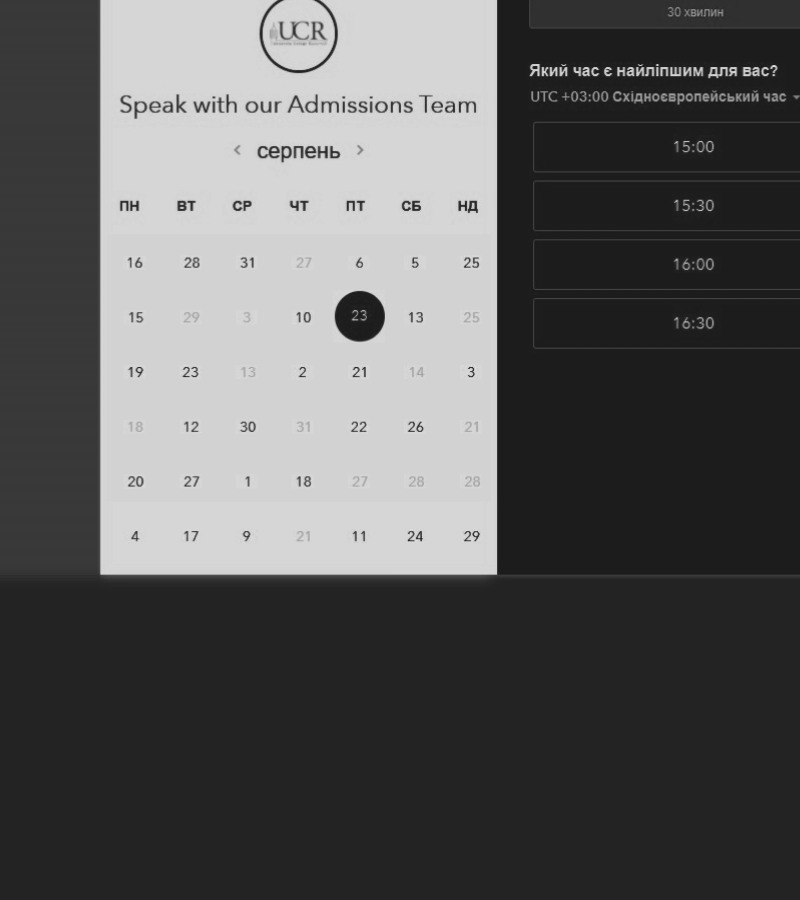 UCR
Speak with our Admissions Team
серпень
ПН ВТ СР ЧТ ПТ СБ НД
16 28 31 27 6 5 25
15 29 3 10 23 13 25
19 23 13 2 21 14 3
18 12 30 31 22 26 21
20 27 1 18 27 28 28
4 17 9 21 11 24 29
30 хвилин
Який час є найліпшим для вас?
UTC +03:00 Східноєвропейський час
15:00
15:30
16:00
16:30